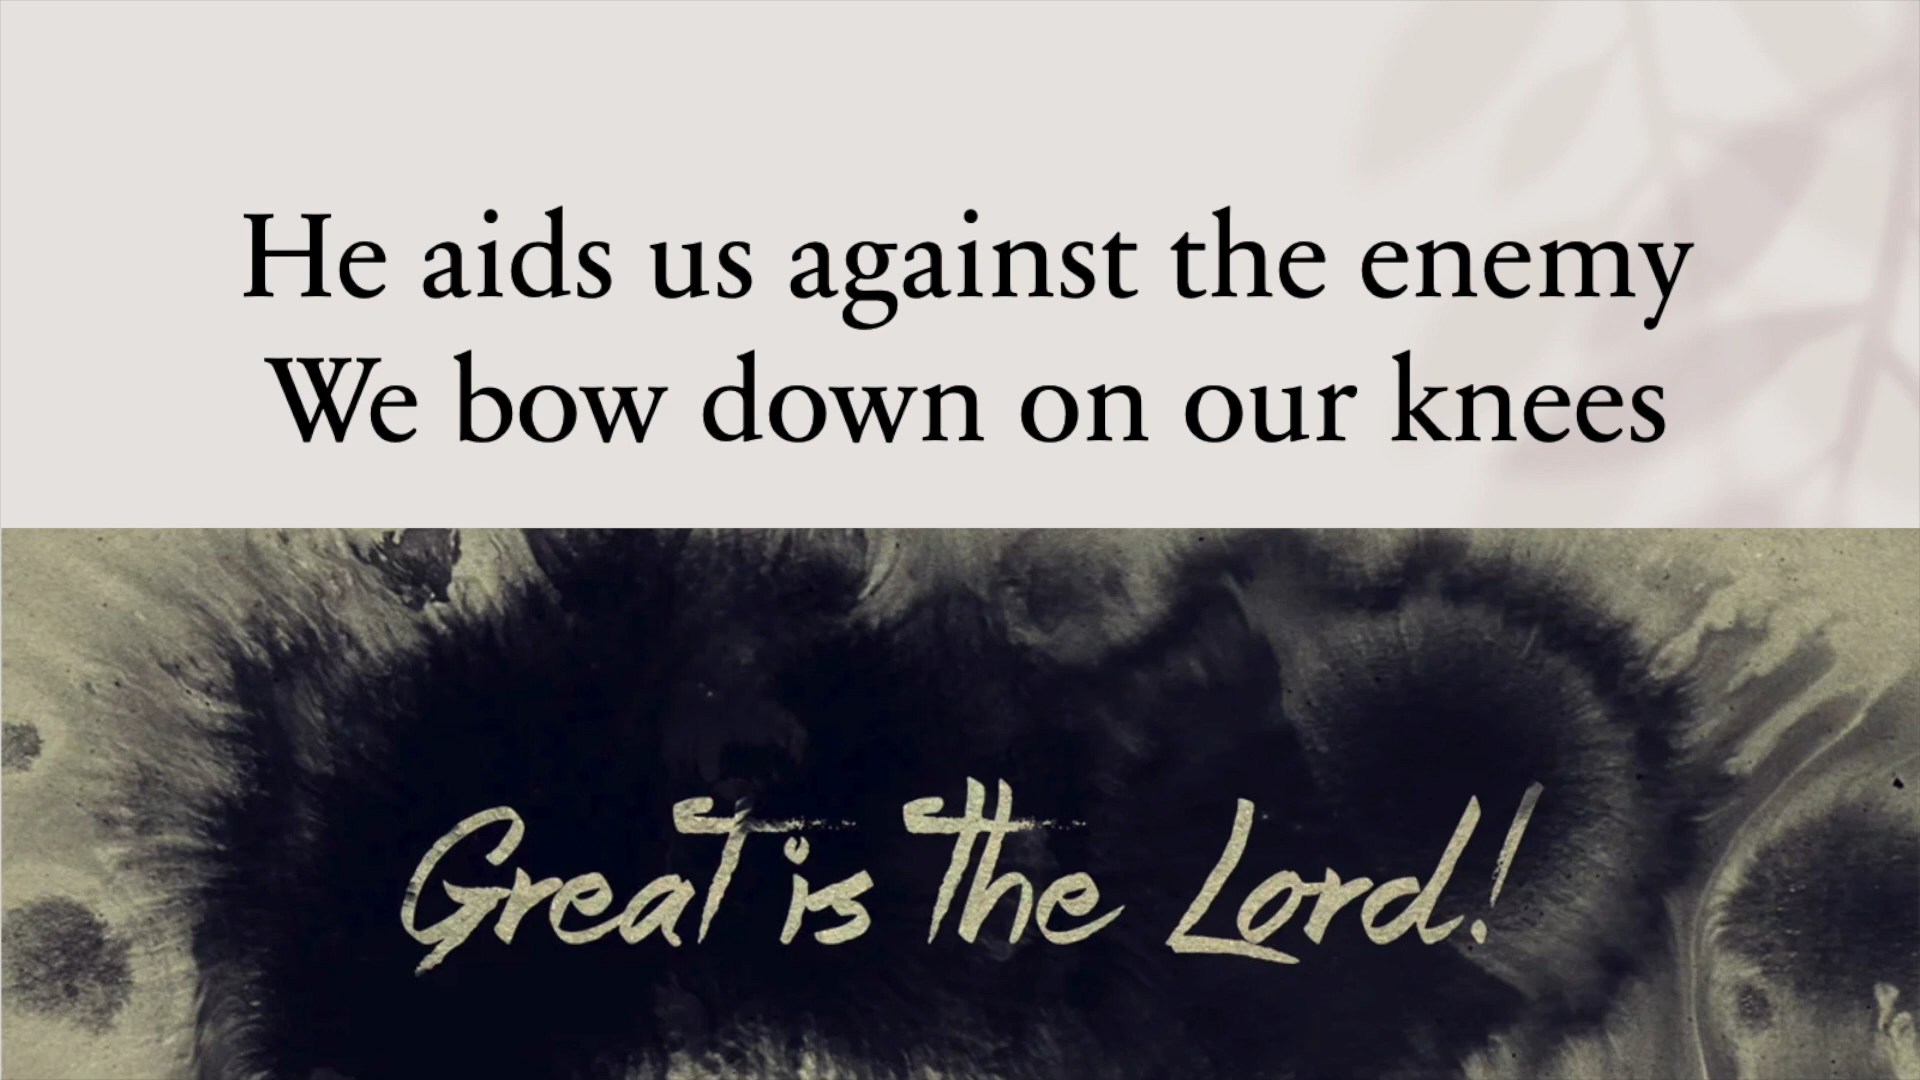 He aids us against the enemy
We bow down on our knees
Great is the Lord!